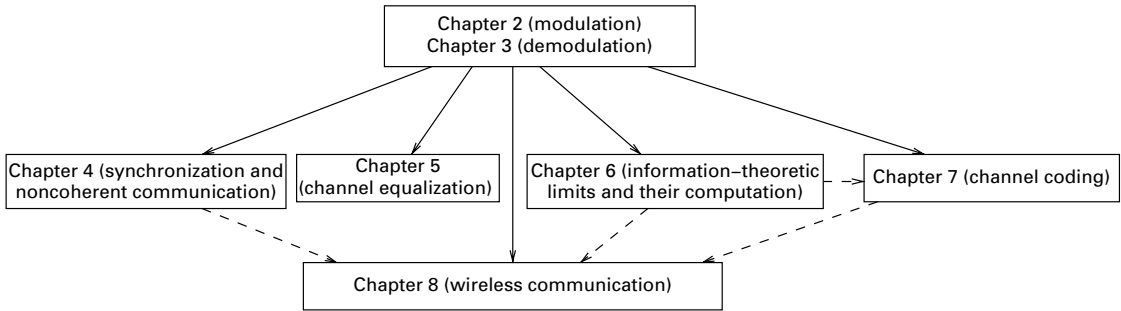 Chapter 2 (modulation)
Chapter 3 (demodulation)
Chapter 4 (synchronization and
noncoherent communication)
Chapter 5
(channel equalization)
Chapter 6 (information–theoretic
limits and their computation)
Chapter 7 (channel coding)
Chapter 8 (wireless communication)